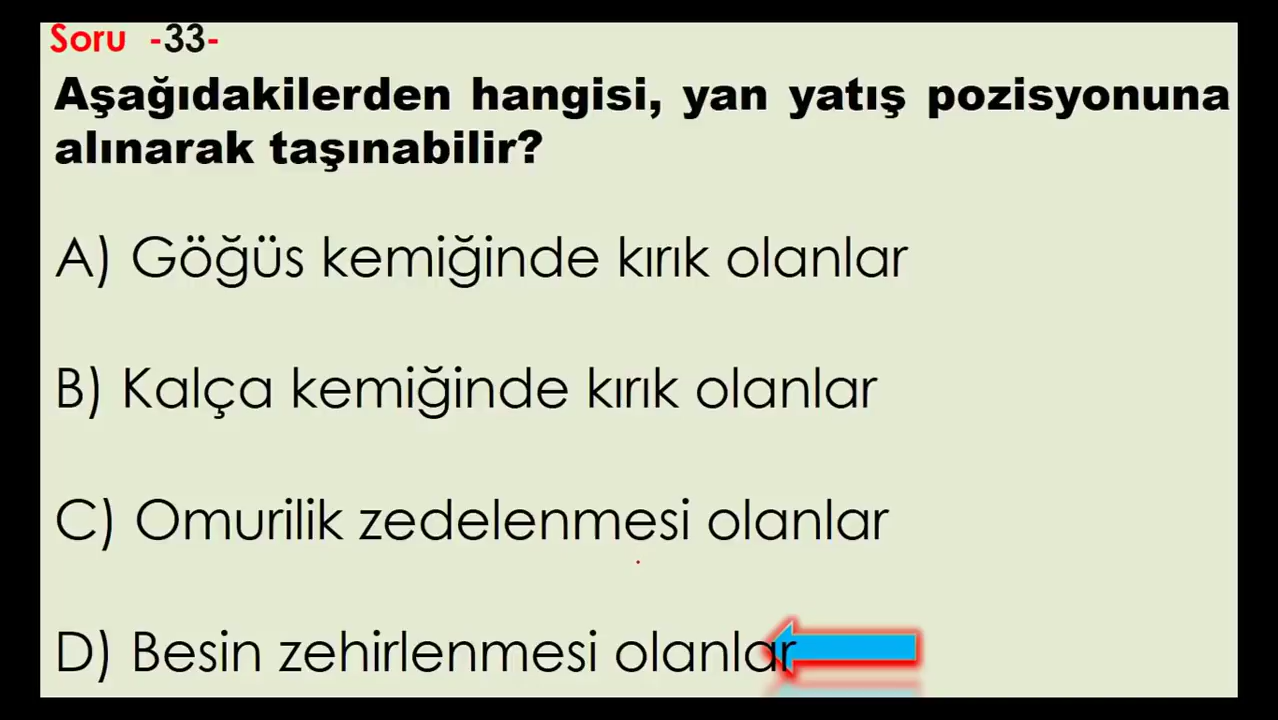 Soru -33-
Aşağıdakilerden hangisi, yan yatış pozisyonuna
alınarak taşınabilir?
A) Göğüs kemiğinde kırık olanlar
B) Kalça kemiğinde kırık olanlar
C) Omurilik zedelenmesi olanlar
D) Besin zehirlenmesi olanlar